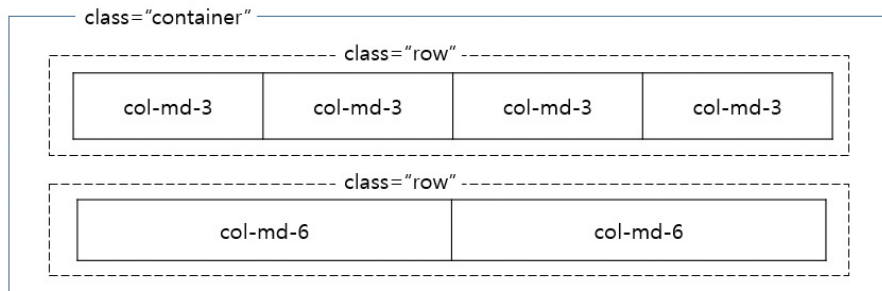 class="container"
class="row"
col-md-3 col-md-3 col-md-3 col-md-3
class="row"
col-md-6 col-md-6